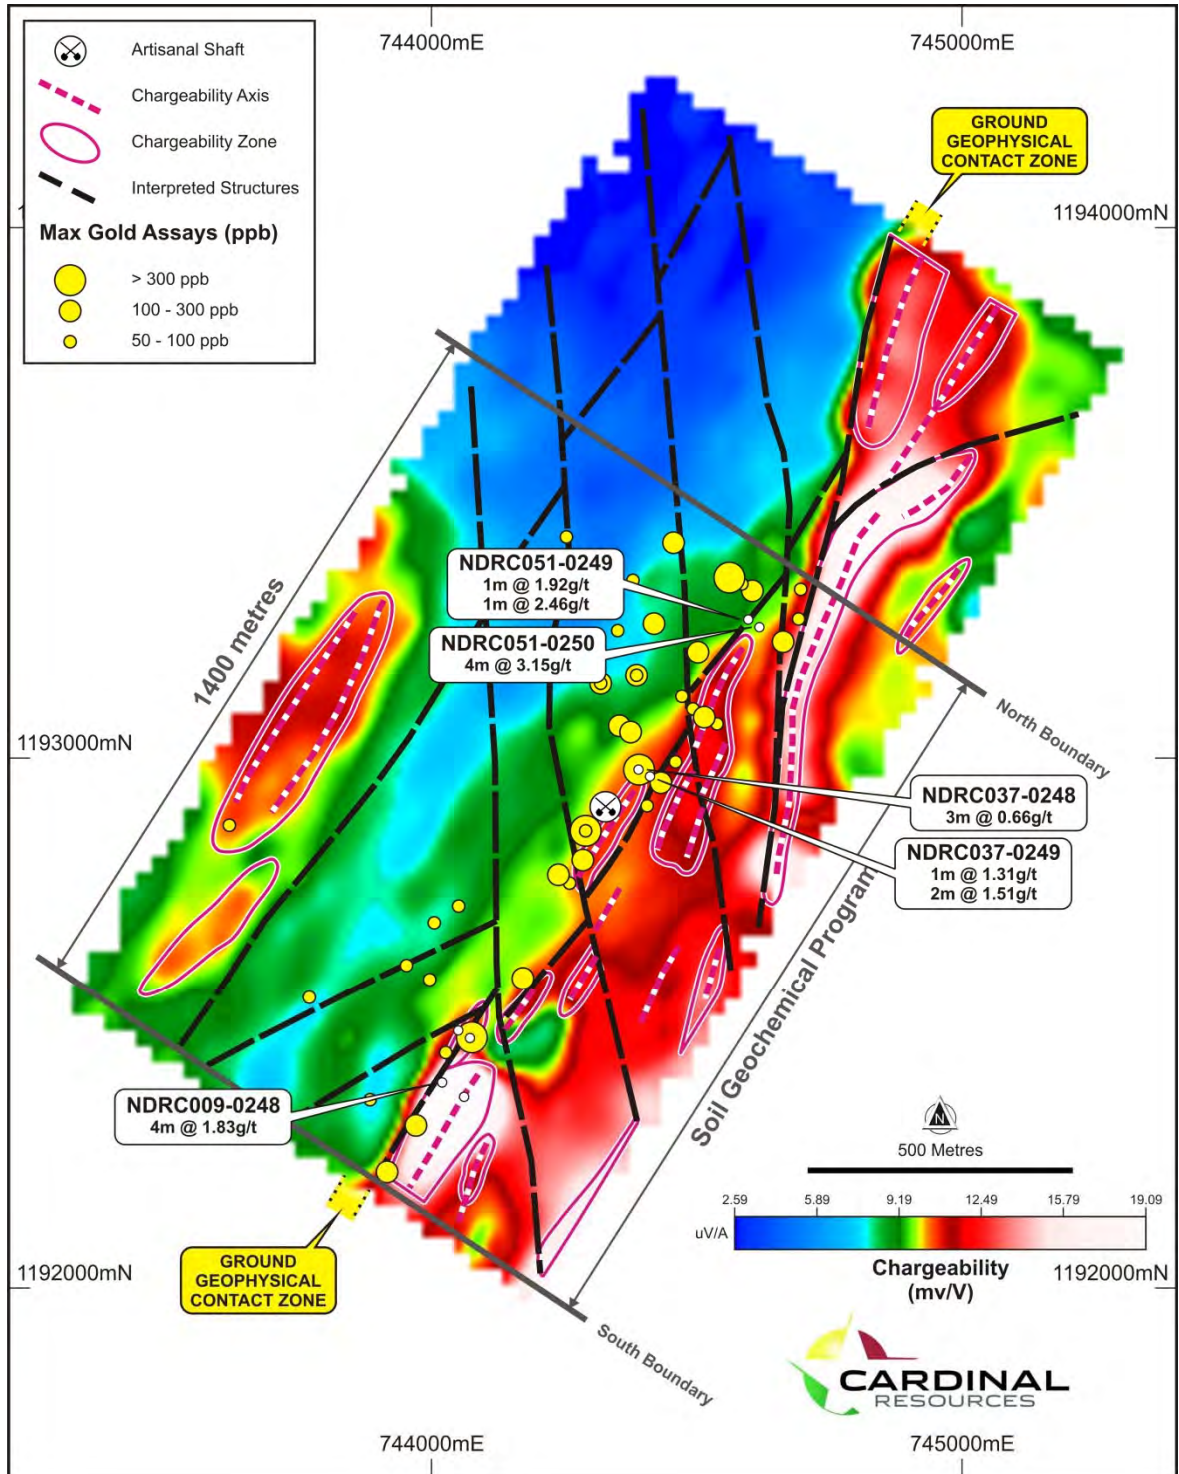 744000mE
745000mE
Artisanal Shaft
Chargeability Axis
Chargeability Zone
Interpreted Structures
Max Gold Assays (ppb)
> 300 ppb
100 - 300 ppb
50 - 100 ppb
GROUND
GEOPHYSICAL
CONTACT ZONE
1194000mN
NDRC051-0249
1m @ 1.92g/t
1m @ 2.46g/t
NDRC051-0250
4m @ 3.15g/t
1400 metres
North Boundary
1193000mN
NDRC037-0248
3m @ 0.66g/t
NDRC037-0249
1m @ 1.31g/t
2m @ 1.51g/t
Soil Geochemical Program
NDRC009-0248
4m @ 1.83g/t
N
500 Metres
2.59 5.89 9.19 12.49 15.79 19.09
uV/A
Chargeability
(mv/V)
GROUND
GEOPHYSICAL
CONTACT ZONE
1192000mN
1192000mN
South Boundary
CARDINAL
RESOURCES
744000mE
745000mE